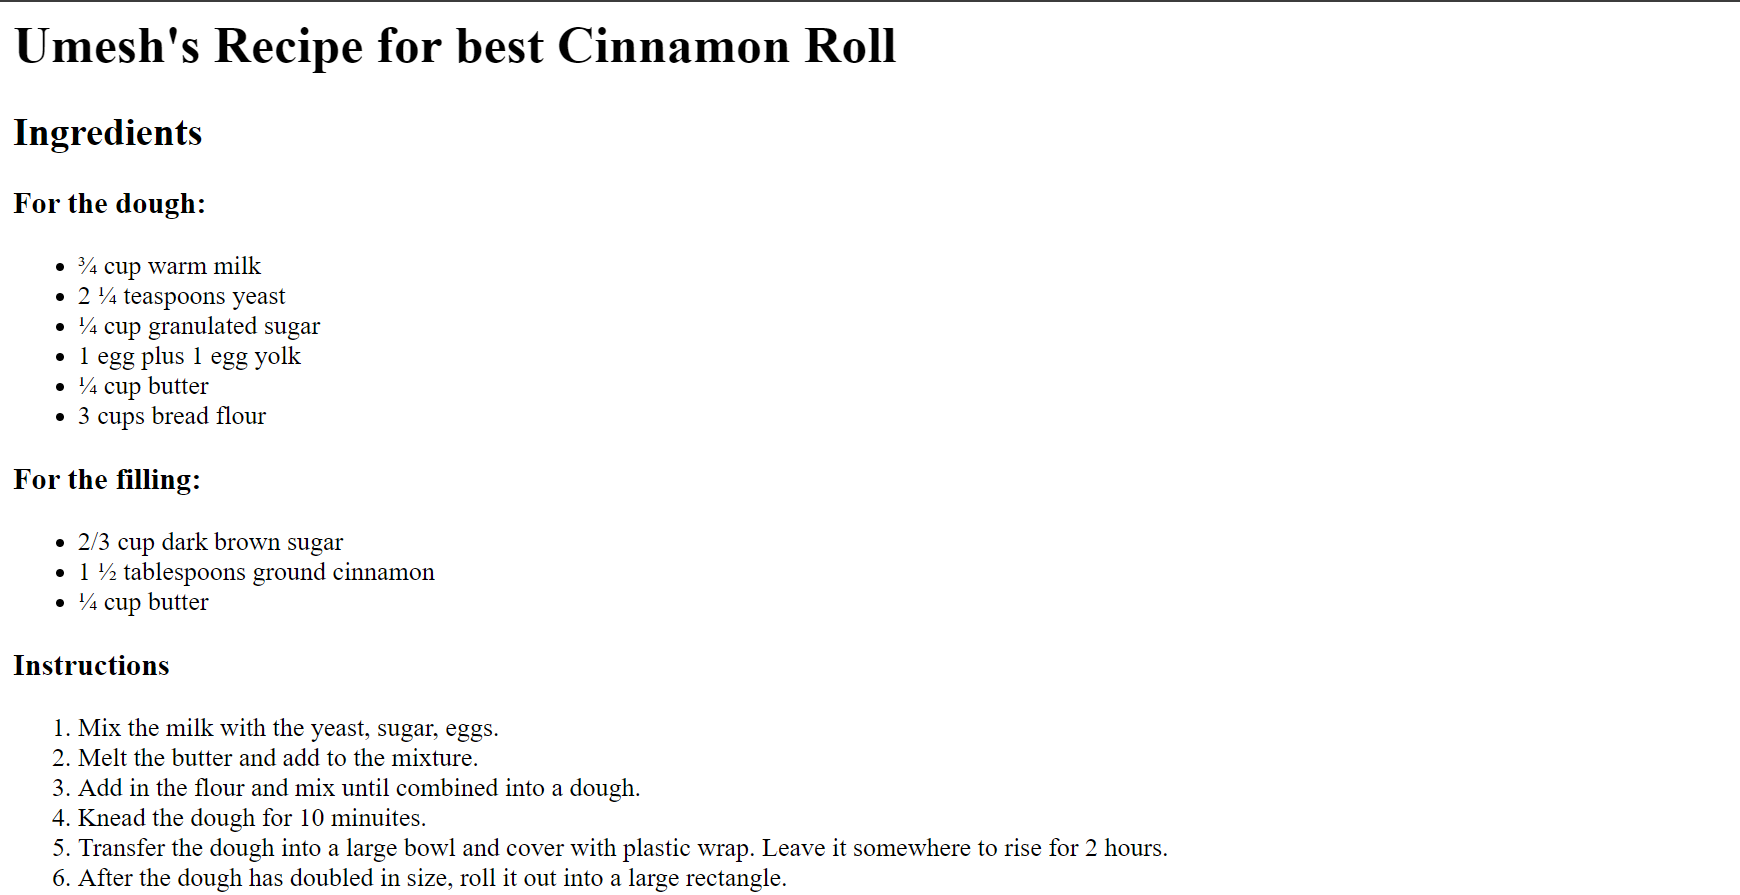 Umesh's Recipe for best Cinnamon Roll
Ingredients
For the dough:
• ¾ cup warm milk
• 2 ¼ teaspoons yeast
• ¼ cup granulated sugar
• 1 egg plus 1 egg yolk
• ¼ cup butter
• 3 cups bread flour
For the filling:
• 2/3 cup dark brown sugar
• 1 ½ tablespoons ground cinnamon
• ¼ cup butter
Instructions
1. Mix the milk with the yeast, sugar, eggs.
2. Melt the butter and add to the mixture.
3. Add in the flour and mix until combined into a dough.
4. Knead the dough for 10 minuites.
5. Transfer the dough into a large bowl and cover with plastic wrap. Leave it somewhere to rise for 2 hours.
6. After the dough has doubled in size, roll it out into a large rectangle.